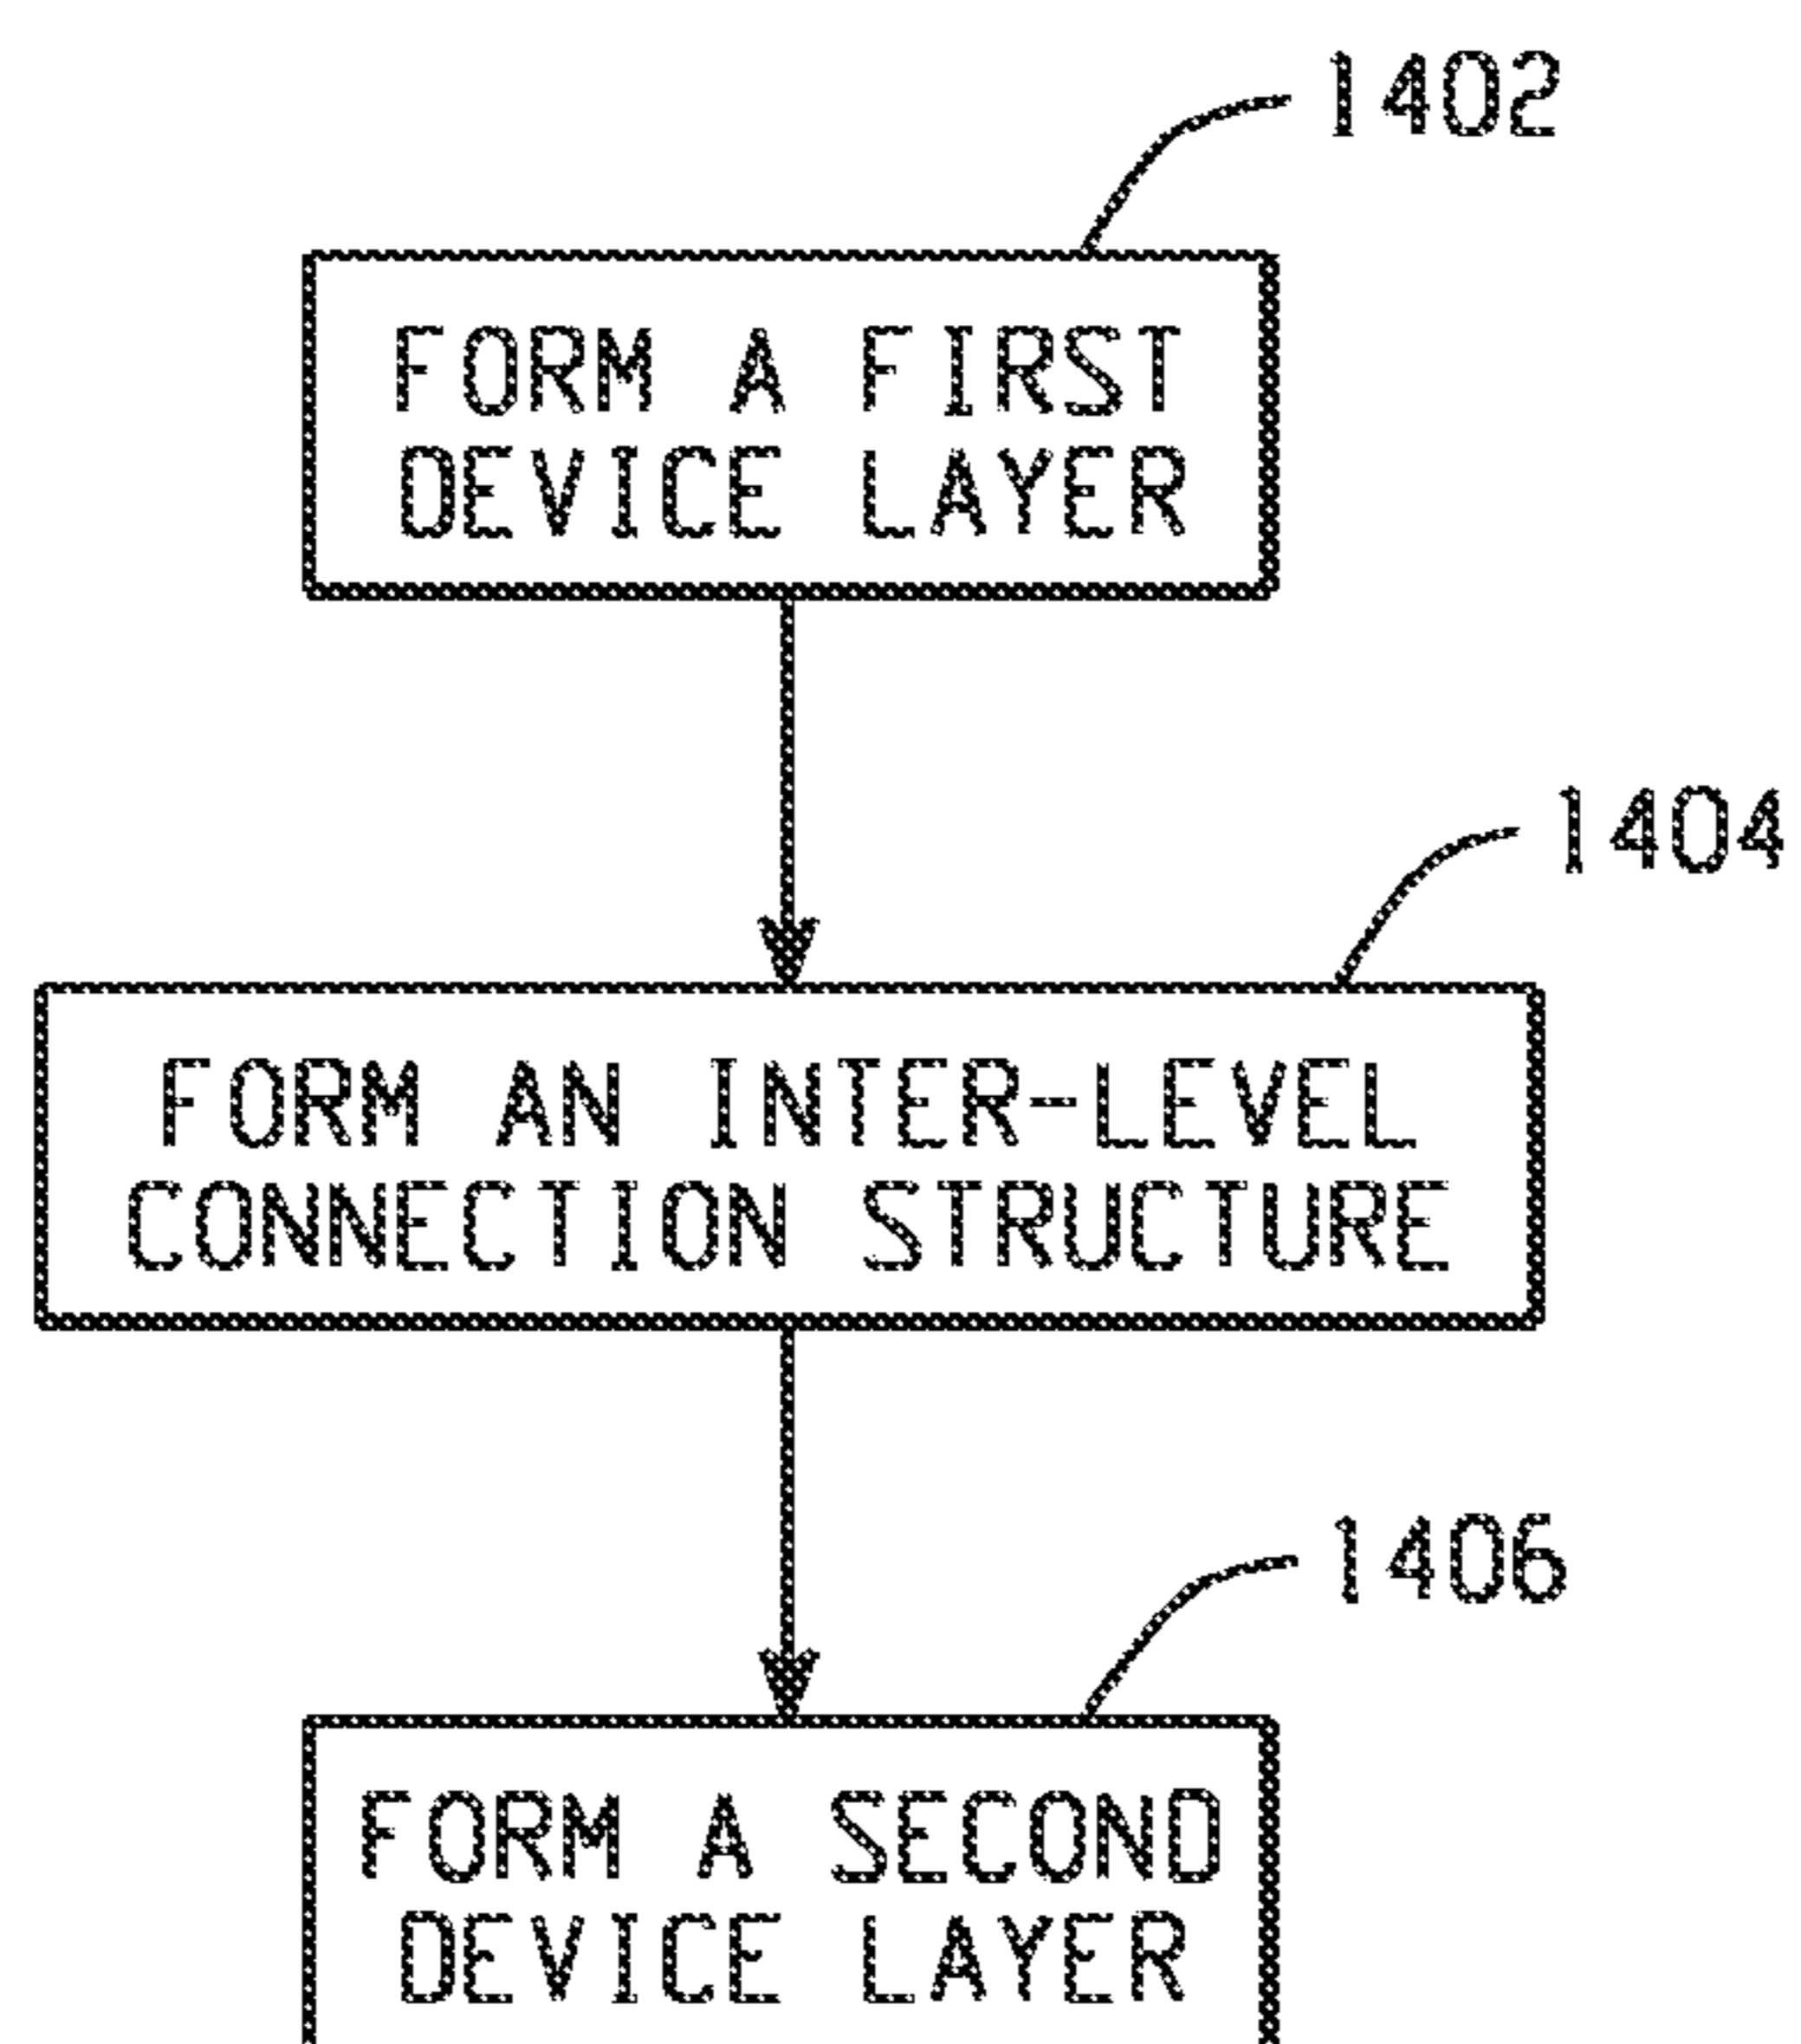 1402
FORM A FIRST
DEVICE LAYER
1404
FORM AN INTER-LEVEL
CONNECTION STRUCTURE
1406
FORM A SECOND
DEVICE LAYER